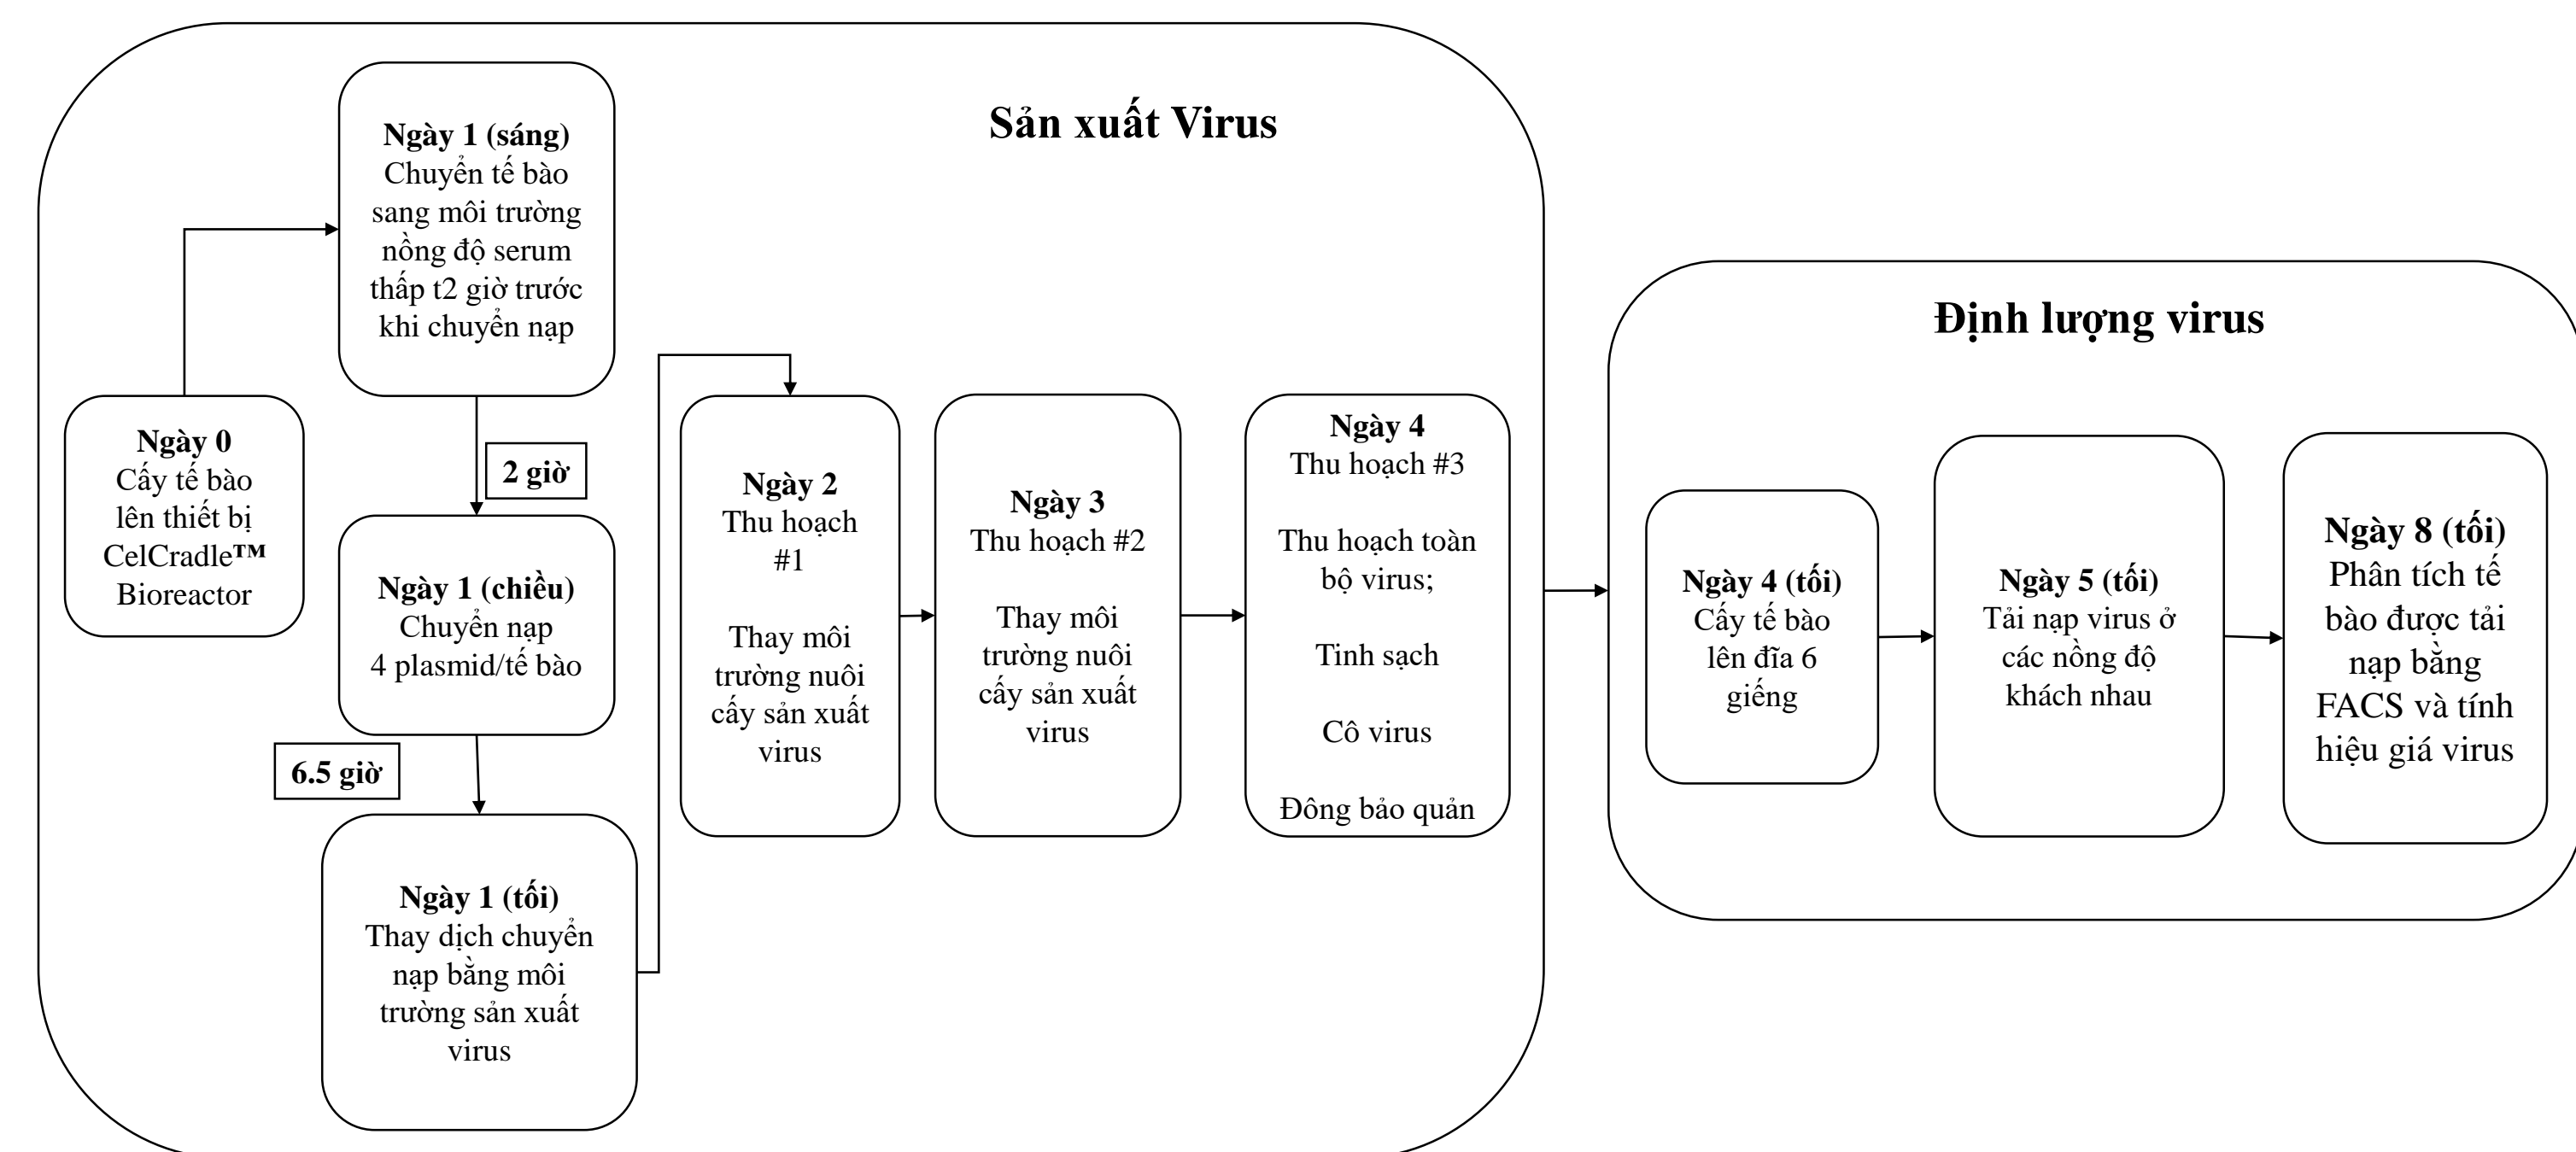 Sản xuất Virus
Ngày 0
Cấy tế bào
lên thiết bị
CelCradle™
Bioreactor
Ngày 1 (sáng)
Chuyển tế bào
sang môi trường
nồng độ serum
thấp t2 giờ trước
khi chuyển nạp
2 giờ
Ngày 1 (chiều)
Chuyển nạp
4 plasmid/tế bào
6.5 giờ
Ngày 1 (tối)
Thay dịch chuyển
nạp bằng môi
trường sản xuất
virus
Ngày 2
Thu hoạch
#1
Thay môi
trường nuôi
cấy sản xuất
virus
Ngày 3
Thu hoạch #2
Thay môi
trường nuôi
cấy sản xuất
virus
Ngày 4
Thu hoạch #3
Thu hoạch toàn
bộ virus;
Tinh sạch
Cô virus
Đông bảo quản
Định lượng virus
Ngày 4 (tối)
Cấy tế bào
lên đĩa 6
giếng
Ngày 5 (tối)
Tải nạp virus ở
các nồng độ
khách nhau
Ngày 8 (tối)
Phân tích tế
bào được tải
nạp bằng
FACS và tính
hiệu giá virus